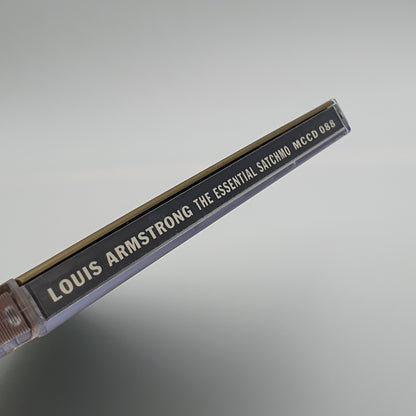 LOUIS ARMSTRONG THE ESSENTIAL SATCHMO MCCD 088